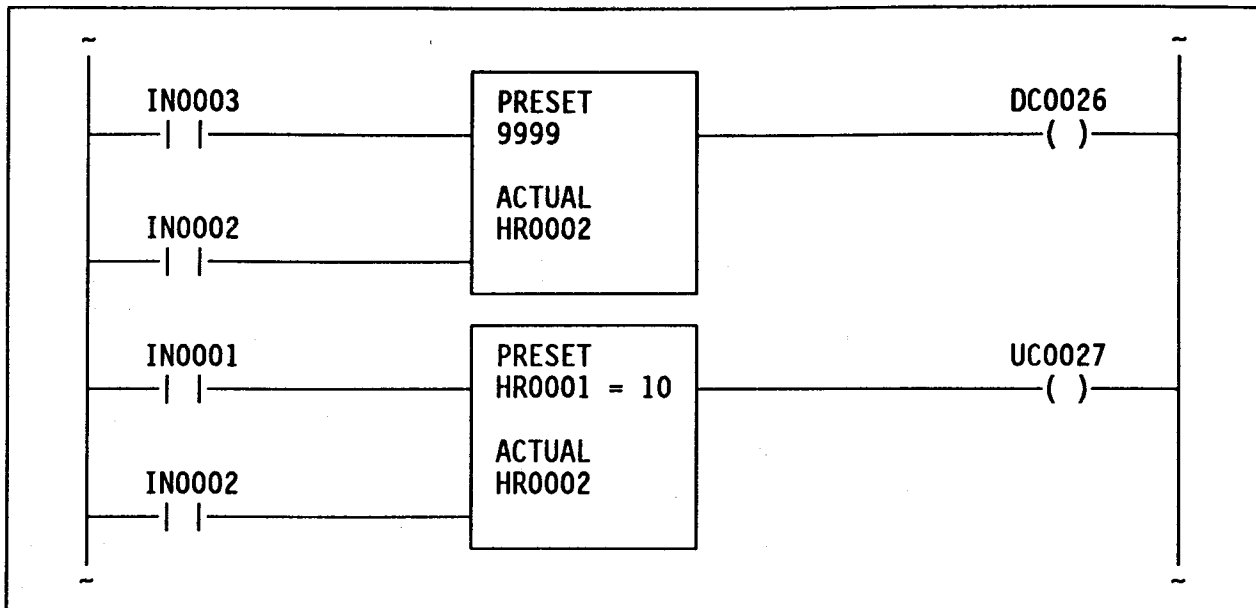 ~ ~
IN0003 PRESET DC0026
9999 ( )
ACTUAL
IN0002 HR0002
IN0001 PRESET UC0027
HR0001 = 10 ( )
ACTUAL
IN0002 HR0002
~ ~